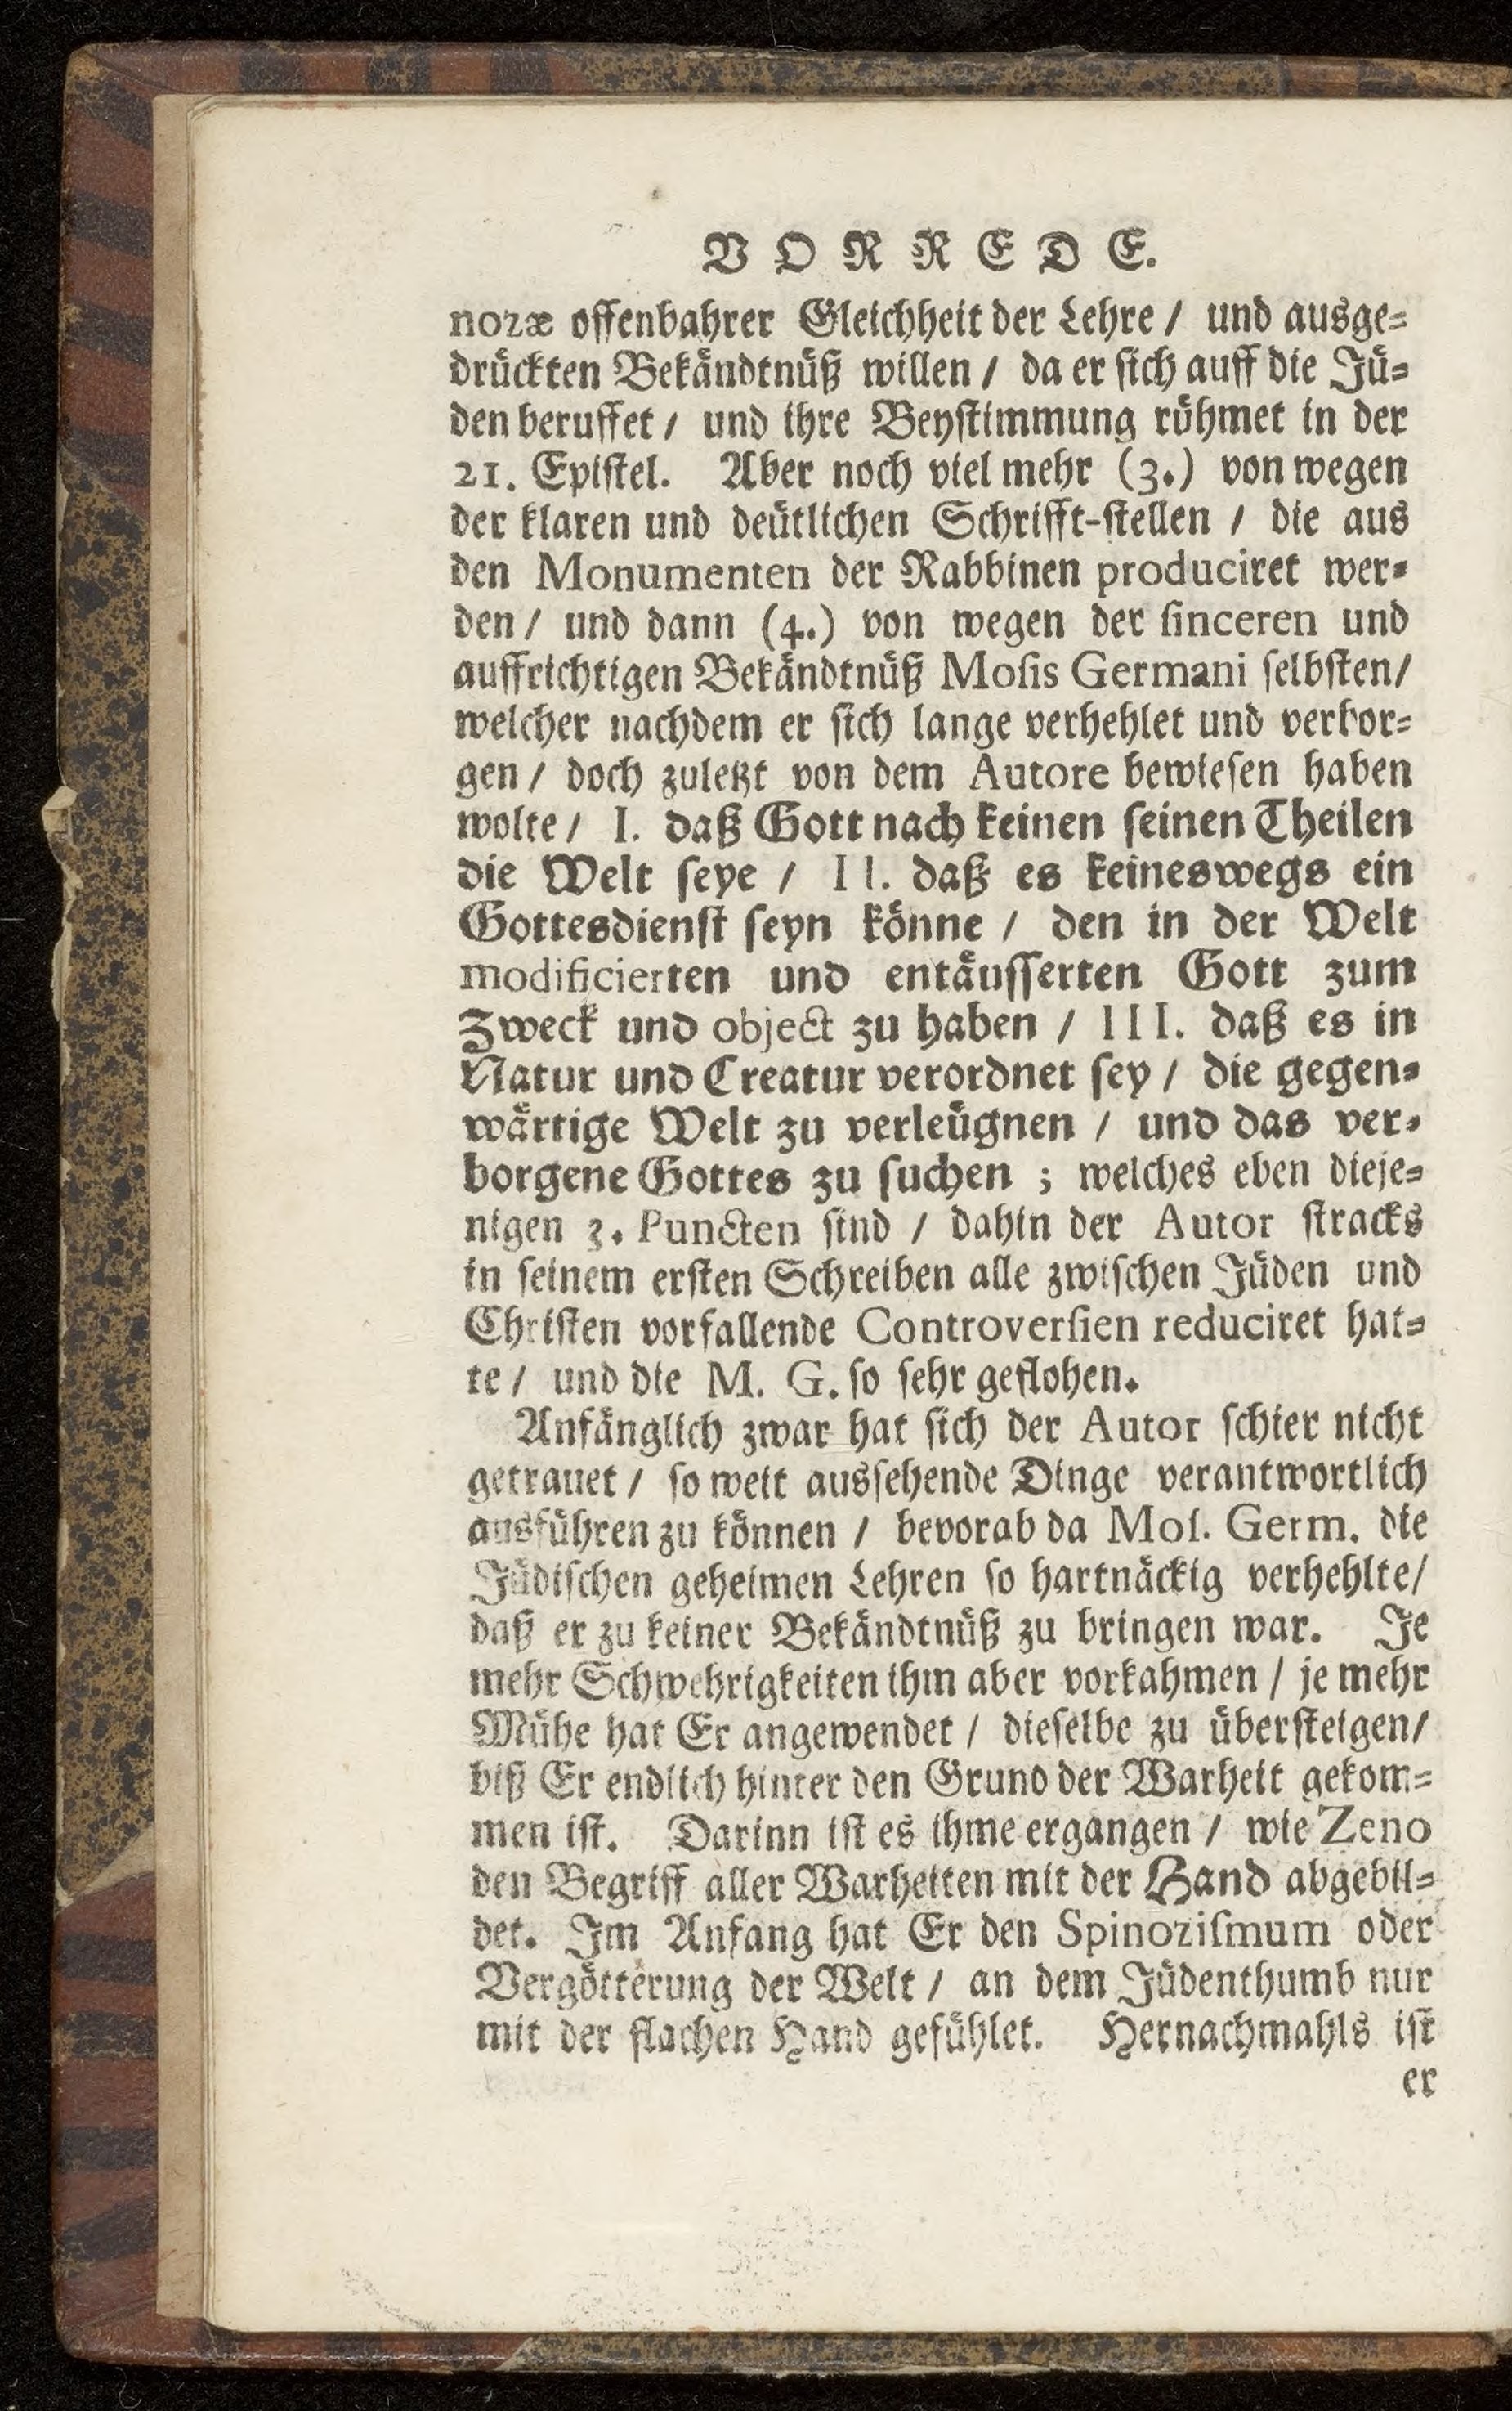 VORREDE.
nozæ offenbahrer Gleichheit der Lehre / und ausge=
drückten Bekändtnüß willen / da er sich auff die Jü=
den beruffet / und ihre Beystimmung rühmet in der
21. Epistel. Aber noch viel mehr (3.) von wegen
der klaren und deütlichen Schrifft-stellen / die aus
den Monumenten der Rabbinen produciret wer=
den / und dann (4.) von wegen der sinceren und
auffrichtigen Bekändtnüß Mosis Germani selbsten/
welcher nachdem er sich lange verhehlet und verbor=
gen / doch zuletzt von dem Autore bewiesen haben
wolte / I. daß Gott nach keinen seinen Theilen
die Welt seye / II. daß es keineswegs ein
Gottesdienst seyn könne / den in der Welt
modificierten und entäusserten Gott zum
Zweck und object zu haben / III. daß es in
Natur und Creatur verordnet sey / die gegen=
wärtige Welt zu verleügnen / und das ver=
borgene Gottes zu suchen ; welches eben dieje=
nigen 3. Puncten sind / dahin der Autor stracks
in seinem ersten Schreiben alle zwischen Jüden und
Christen vorfallende Controversien reduciret hat=
te / und die M. G. so sehr geflohen.
Anfänglich zwar hat sich der Autor schier nicht
getrauet / so weit aussehende Dinge verantwortlich
ausführen zu können / bevorab da Mos. Germ. die
Jüdischen geheimen Lehren so hartnäckig verhehlte/
daß er zu keiner Bekändtnüß zu bringen war. Je
mehr Schwehrigkeiten ihm aber vorkahmen / je mehr
Mühe hat Er angewendet / dieselbe zu übersteigen/
biß Er endlich hinter den Grund der Warheit gekom=
men ist. Darinn ist es ihme ergangen / wie Zeno
den Begriff aller Warheiten mit der Hand abgebil=
det. Im Anfang hat Er den Spinozismum oder
Vergötterung der Welt / an dem Jüdenthumb nur
mit der flachen Hand gefühlet. Hernachmahls ist
er